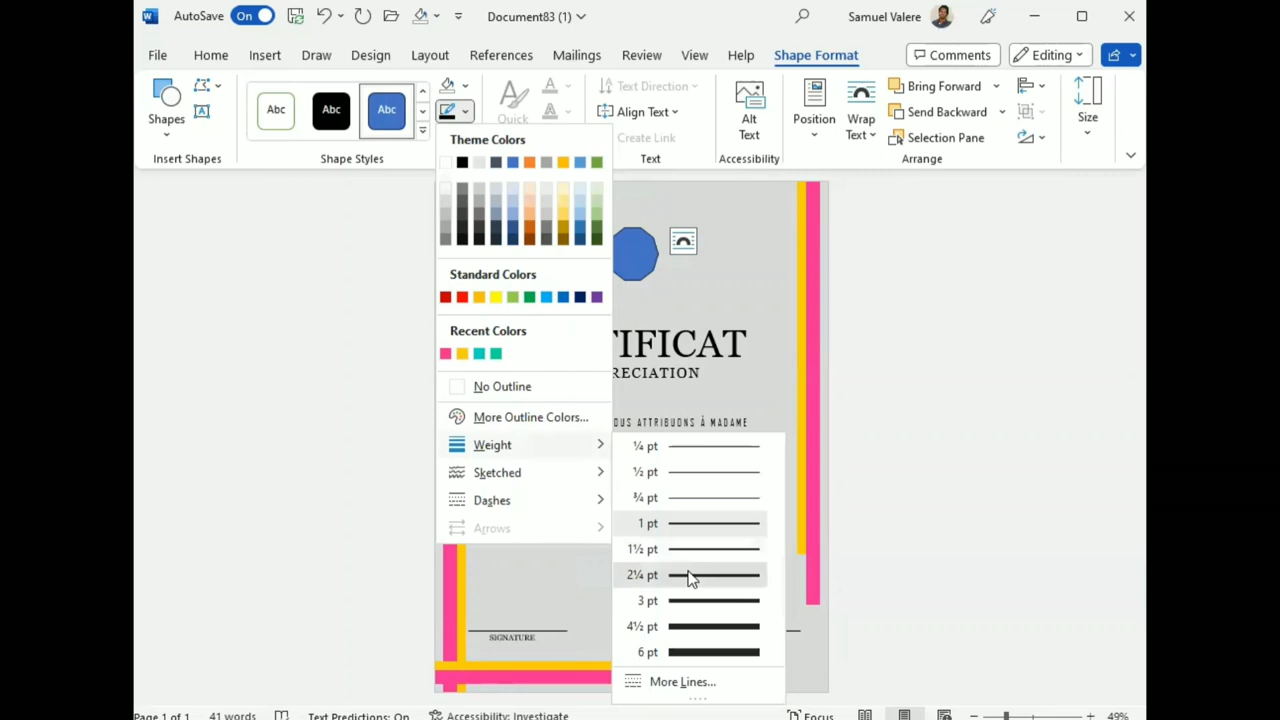 AutoSave On Document83 (1) Samuel Valere
File Home Insert Draw Design Layout References Mailings Review View Help Shape Format Comments Editing
Shapes
Insert Shapes
Abc Abc Abc
Shape Styles
Quick
Text Direction
Align Text
Create Link
Text
Alt
Text
Accessibility
Position
Wrap
Text
Bring Forward
Send Backward
Selection Pane
Arrange
Size
Theme Colors
Standard Colors
Recent Colors
No Outline
More Outline Colors...
Weight
Sketched
Dashes
Arrows
¼ pt
½ pt
¾ pt
1 pt
1½ pt
2¼ pt
3 pt
4½ pt
6 pt
More Lines...
TIFICAT
RECIATION
OUS ATTRIBUONS À MADAME
SIGNATURE
Page 1 of 1 41 words Text Predictions: On Accessibility: Investigate Focus 49%